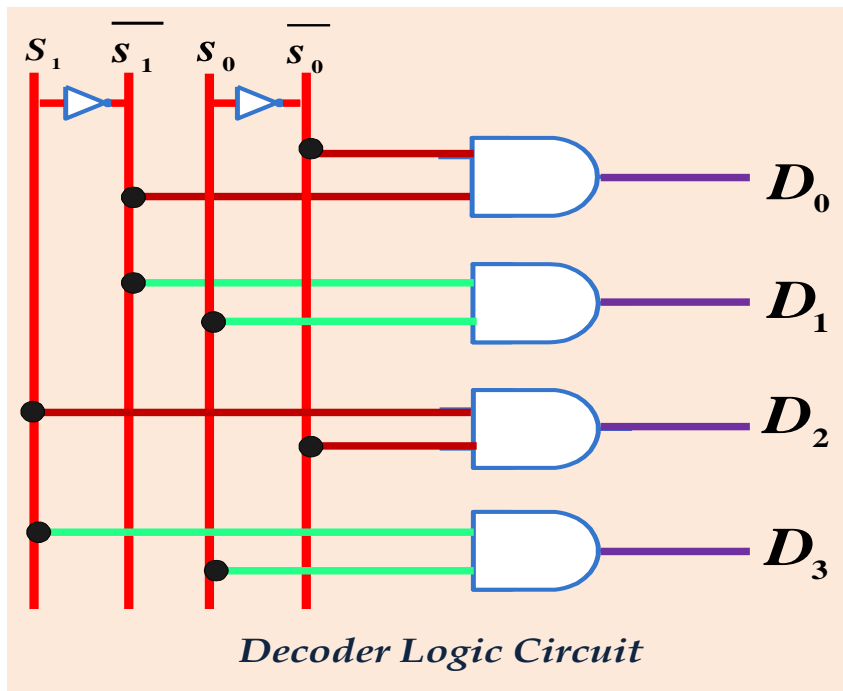 S₁ s̅₁ s₀ s̅₀
D₀
D₁
D₂
D₃
Decoder Logic Circuit